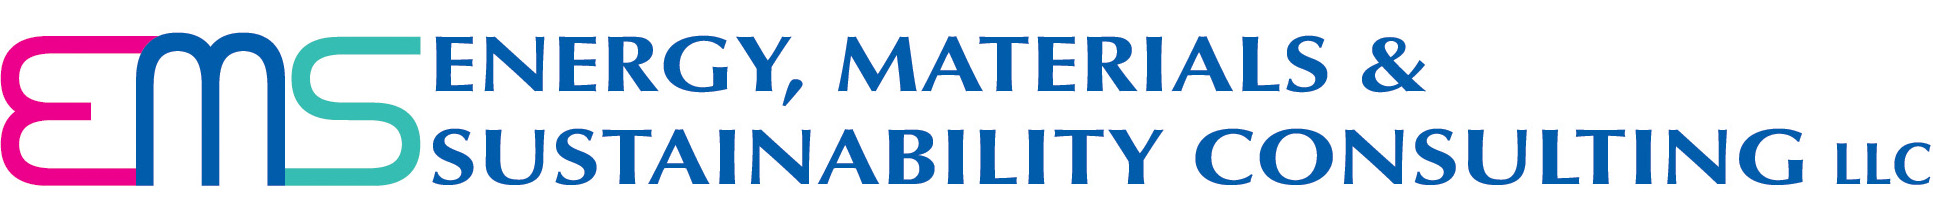 EMS
ENERGY, MATERIALS &
SUSTAINABILITY CONSULTING LLC